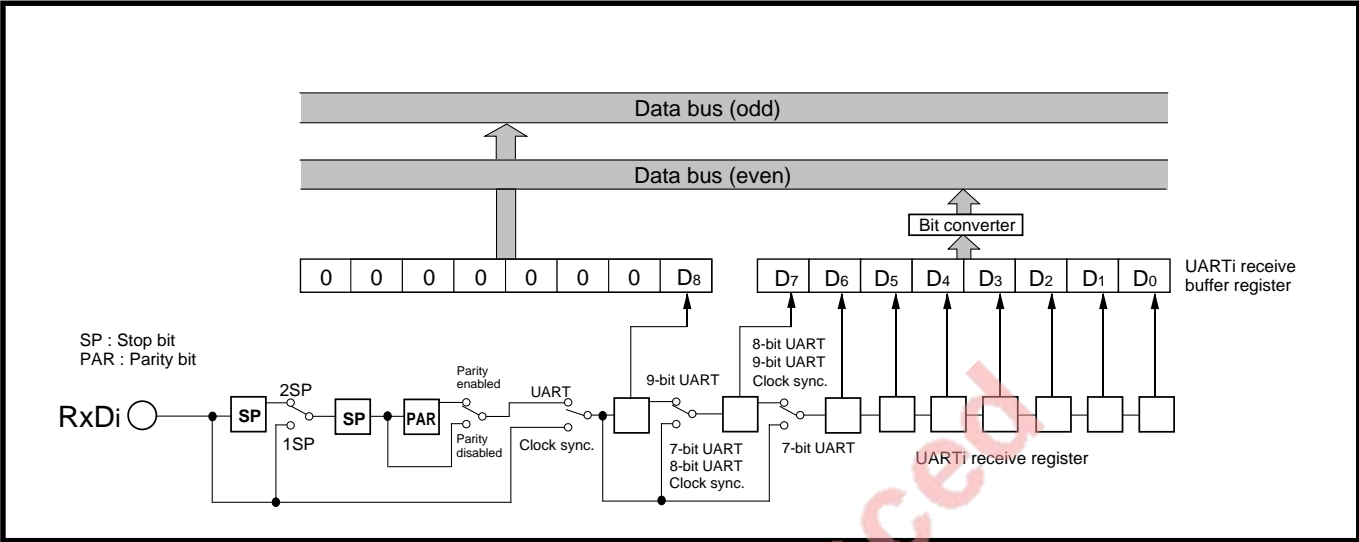 Data bus (odd)
Data bus (even)
Bit converter
0 0 0 0 0 0 0 D8
D7 D6 D5 D4 D3 D2 D1 D0
UARTi receive
buffer register
SP : Stop bit
PAR : Parity bit
8-bit UART
9-bit UART
Clock sync.
Parity
enabled
9-bit UART
2SP
UART
RxDi
SP
SP
PAR
1SP
Parity
disabled
Clock sync.
7-bit UART
8-bit UART
Clock sync.
7-bit UART
UARTi receive register